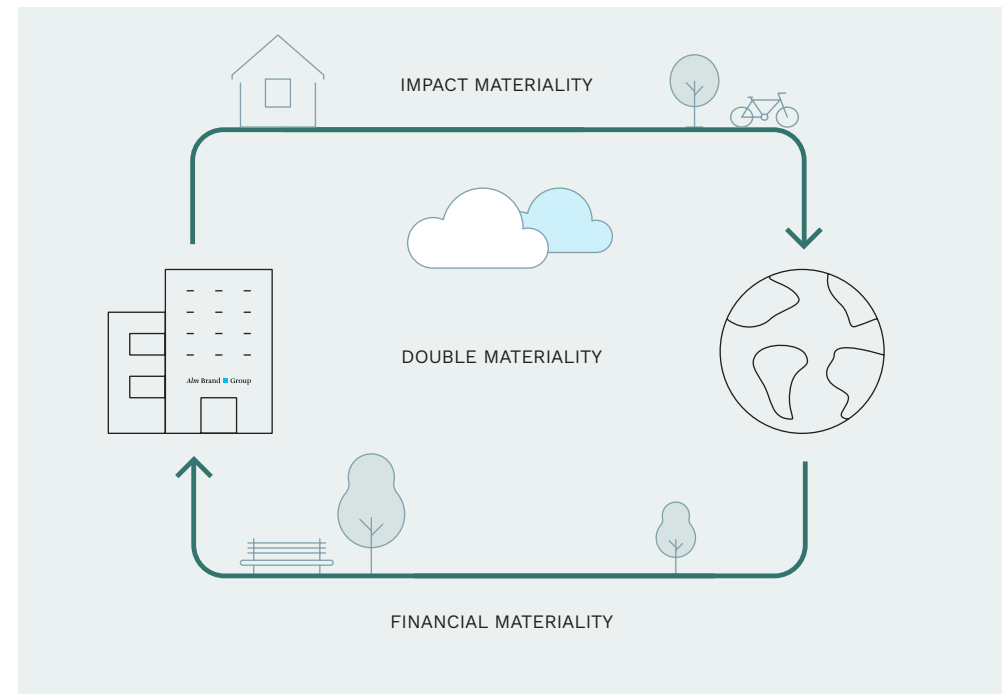 IMPACT MATERIALITY
DOUBLE MATERIALITY
Alm Brand Group
FINANCIAL MATERIALITY